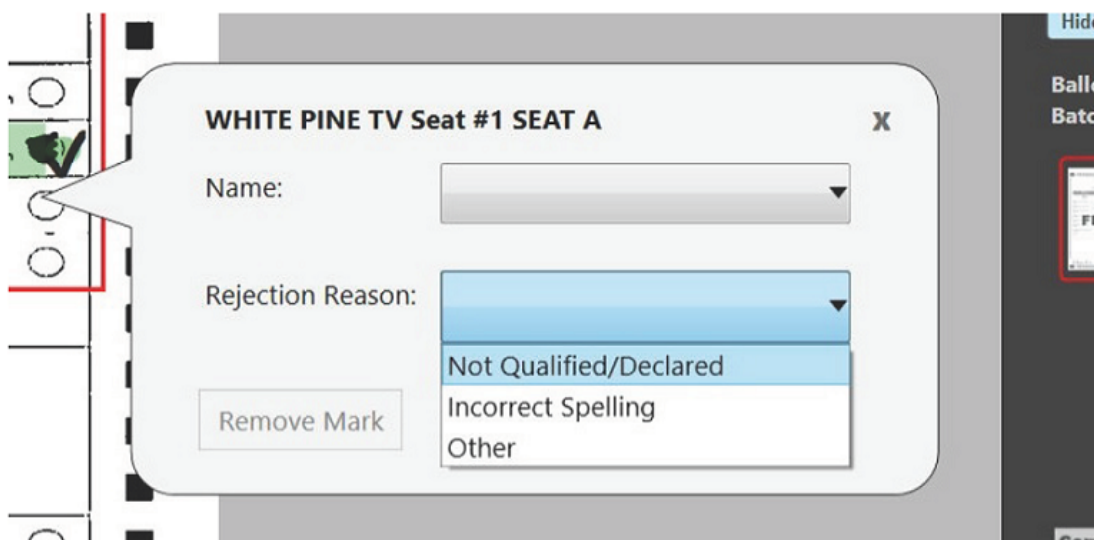 WHITE PINE TV Seat #1 SEAT A
X
Name:
Rejection Reason:
Not Qualified/Declared
Incorrect Spelling
Other
Remove Mark